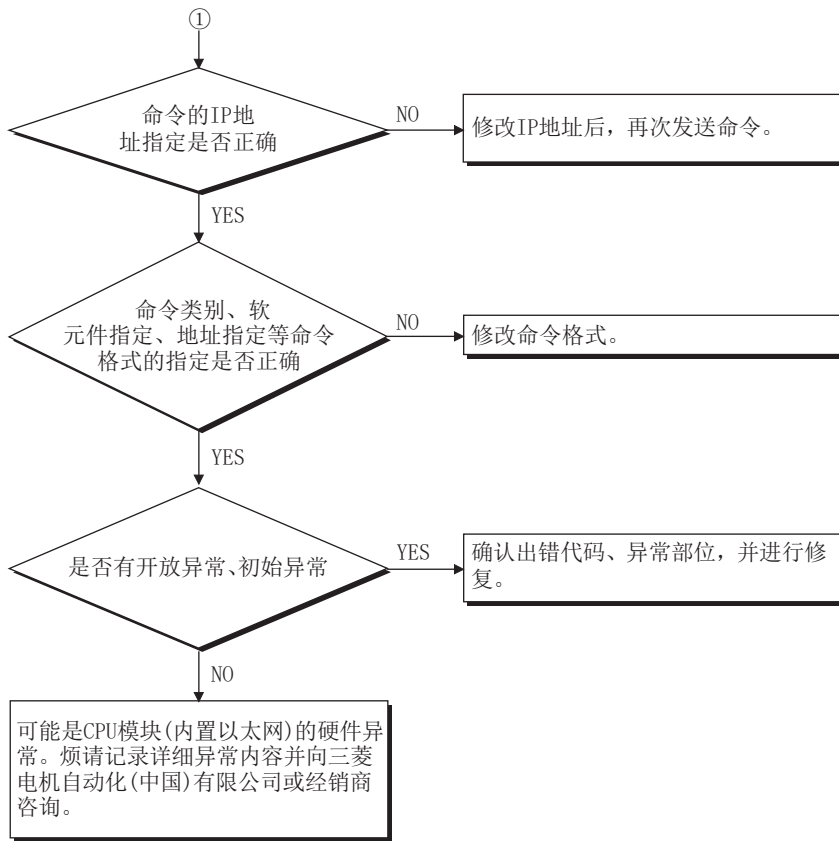 ①
命令的IP地
址指定是否正确
NO
修改IP地址后，再次发送命令。
YES
命令类别、软
元件指定、地址指定等命令
格式的指定是否正确
NO
修改命令格式。
YES
是否有开放异常、初始异常
YES
确认出错代码、异常部位，并进行修
复。
NO
可能是CPU模块(内置以太网)的硬件异
常。烦请记录详细异常内容并向三菱
电机自动化(中国)有限公司或经销商
咨询。